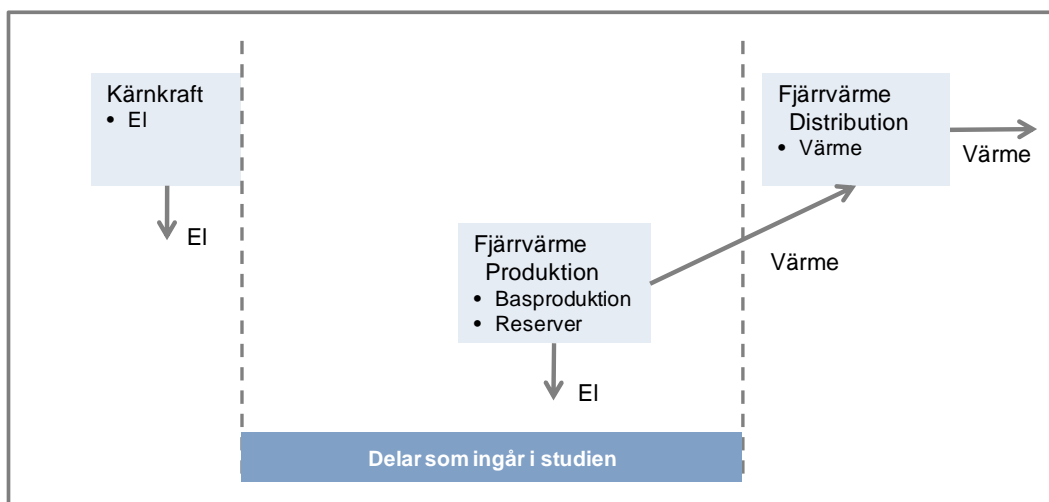 Kärnkraft
• El
El
Fjärrvärme
Produktion
• Basproduktion
• Reserver
El
Värme
Fjärrvärme
Distribution
• Värme
Värme
Delar som ingår i studien